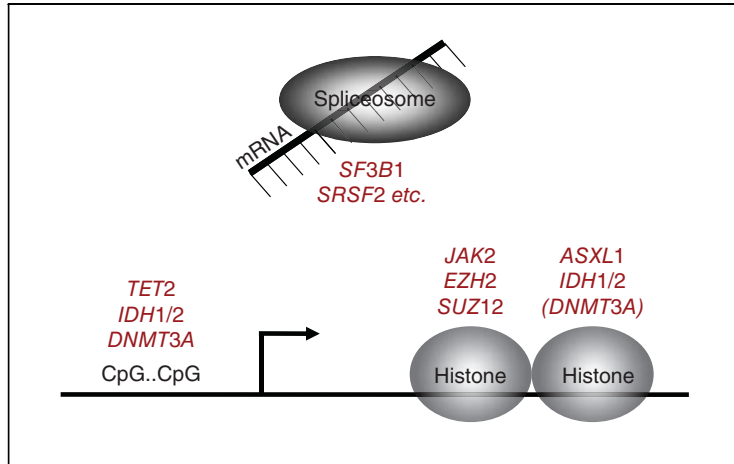 Spliceosome
mRNA
SF3B1
SRSF2 etc.
TET2
IDH1/2
DNMT3A
CpG..CpG
JAK2
EZH2
SUZ12
Histone
ASXL1
IDH1/2
(DNMT3A)
Histone